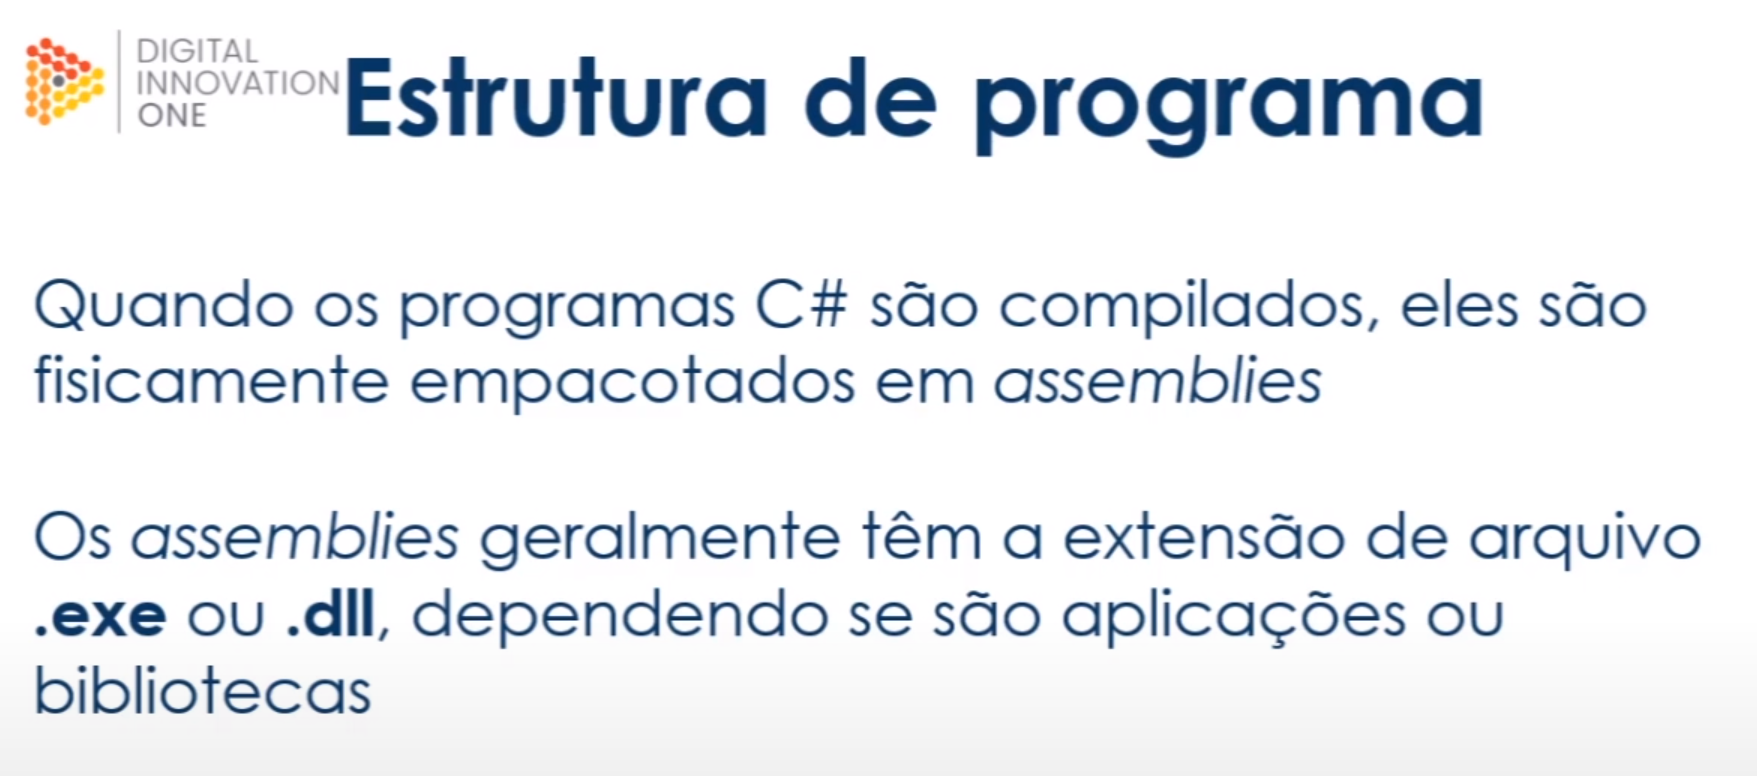 DIGITAL
INNOVATION
ONE
Estrutura de programa
Quando os programas C# são compilados, eles são
fisicamente empacotados em assemblies
Os assemblies geralmente têm a extensão de arquivo
.exe ou .dll, dependendo se são aplicações ou
bibliotecas